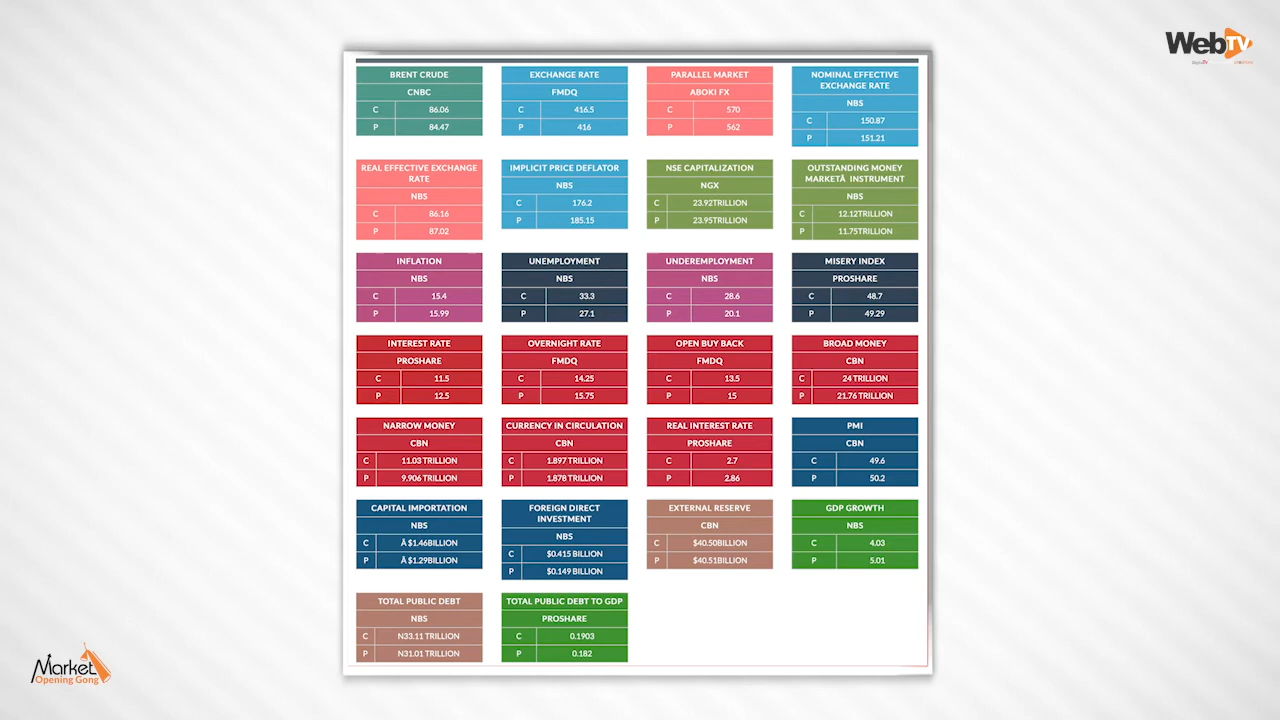 WebTV
BRENT CRUDE
CNBC
C 86.06
P 84.47
EXCHANGE RATE
FMDQ
C 416.5
P 416
PARALLEL MARKET
ABOKI FX
C 570
P 562
NOMINAL EFFECTIVE
EXCHANGE RATE
NBS
C 150.87
P 151.21
REAL EFFECTIVE EXCHANGE
RATE
NBS
C 86.16
P 87.02
IMPLICIT PRICE DEFLATOR
NBS
C 176.2
P 185.15
NSE CAPITALIZATION
NGX
C 23.92TRILLION
P 23.95TRILLION
OUTSTANDING MONEY
MARKETÂ INSTRUMENT
NBS
C 12.12TRILLION
P 11.75TRILLION
INFLATION
NBS
C 15.4
P 15.99
UNEMPLOYMENT
NBS
C 33.3
P 27.1
UNDEREMPLOYMENT
NBS
C 28.6
P 20.1
MISERY INDEX
PROSHARE
C 48.7
P 49.29
INTEREST RATE
PROSHARE
C 11.5
P 12.5
OVERNIGHT RATE
FMDQ
C 14.25
P 15.75
OPEN BUY BACK
FMDQ
C 13.5
P 15
BROAD MONEY
CBN
C 24 TRILLION
P 21.76 TRILLION
NARROW MONEY
CBN
C 11.03 TRILLION
P 9.906 TRILLION
CURRENCY IN CIRCULATION
CBN
C 1.897 TRILLION
P 1.878 TRILLION
REAL INTEREST RATE
PROSHARE
C 2.7
P 2.86
PMI
CBN
C 49.6
P 50.2
CAPITAL IMPORTATION
NBS
C Â $1.46BILLION
P Â $1.29BILLION
FOREIGN DIRECT
INVESTMENT
NBS
C $0.415 BILLION
P $0.149 BILLION
EXTERNAL RESERVE
CBN
C $40.50BILLION
P $40.51BILLION
GDP GROWTH
NBS
C 4.03
P 5.01
TOTAL PUBLIC DEBT
NBS
C N33.11 TRILLION
P N31.01 TRILLION
TOTAL PUBLIC DEBT TO GDP
PROSHARE
C 0.1903
P 0.182
Market
Opening Gong